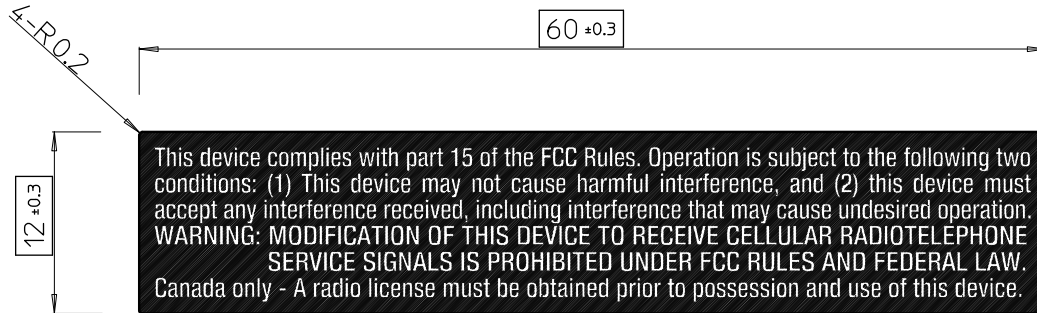 4-R0.2
60 ±0.3
12 ±0.3
This device complies with part 15 of the FCC Rules. Operation is subject to the following two
conditions: (1) This device may not cause harmful interference, and (2) this device must
accept any interference received, including interference that may cause undesired operation.
WARNING: MODIFICATION OF THIS DEVICE TO RECEIVE CELLULAR RADIOTELEPHONE
SERVICE SIGNALS IS PROHIBITED UNDER FCC RULES AND FEDERAL LAW.
Canada only - A radio license must be obtained prior to possession and use of this device.